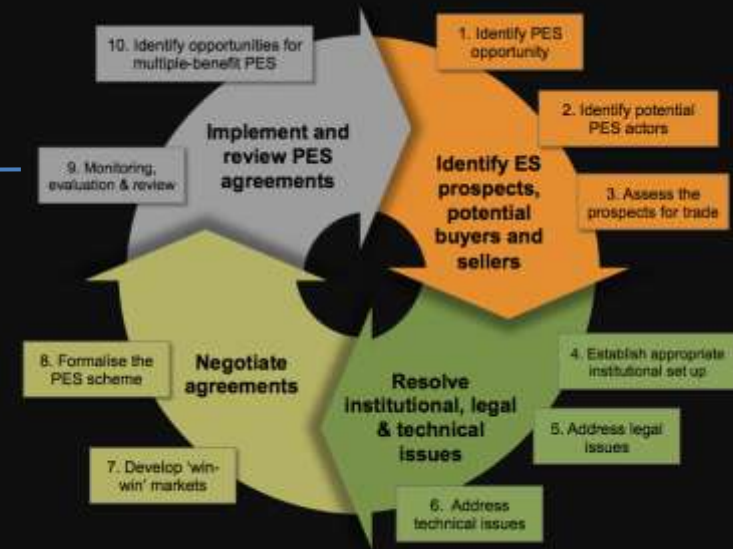 1. Identify PES
opportunity
2. Identify potential
PES actors
3. Assess the
prospects for trade
Identify ES
prospects,
potential
buyers and
sellers
4. Establish appropriate
institutional set up
5. Address legal
issues
6. Address
technical issues
Resolve
institutional, legal
& technical
issues
7. Develop 'win-
win' markets
8. Formalise the
PES scheme
Negotiate
agreements
9. Monitoring,
evaluation & review
10. Identify opportunities for
multiple-benefit PES
Implement and
review PES
agreements